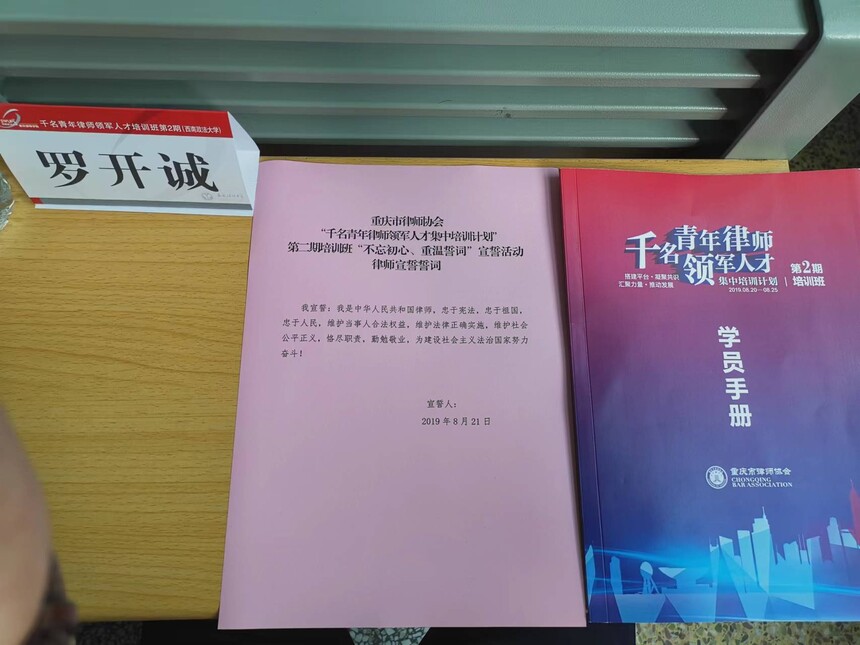 千名青年律师领军人才培训班第2期(西南政法大学)
罗开诚
重庆市律师协会
“千名青年律师领军人才集中培训计划”
第二期培训班“不忘初心、重温誓词”宣誓活动
律师宣誓誓词
我宣誓：我是中华人民共和国律师，忠于宪法，忠于祖国，
忠于人民，维护当事人合法权益，维护法律正确实施，维护社会
公平正义，恪尽职责，勤勉敬业，为建设社会主义法治国家努力
奋斗！
宣誓人：
2019 年 8 月 21 日
千名青年律师
领军人才
搭建平台·凝聚共识
汇聚力量·推动发展
集中培训计划
2019.08.20—08.25
第2期
培训班
学员手册
重庆市律师协会
CHONGQING
BAR ASSOCIATION